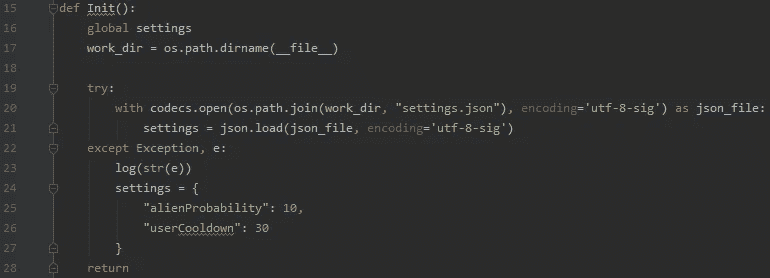 15 def Init():
16     global settings
17     work_dir = os.path.dirname(__file__)
18
19     try:
20         with codecs.open(os.path.join(work_dir, "settings.json"), encoding='utf-8-sig') as json_file:
21             settings = json.load(json_file, encoding='utf-8-sig')
22     except Exception, e:
23         log(str(e))
24         settings = {
25             "alienProbability": 10,
26             "userCooldown": 30
27         }
28     return